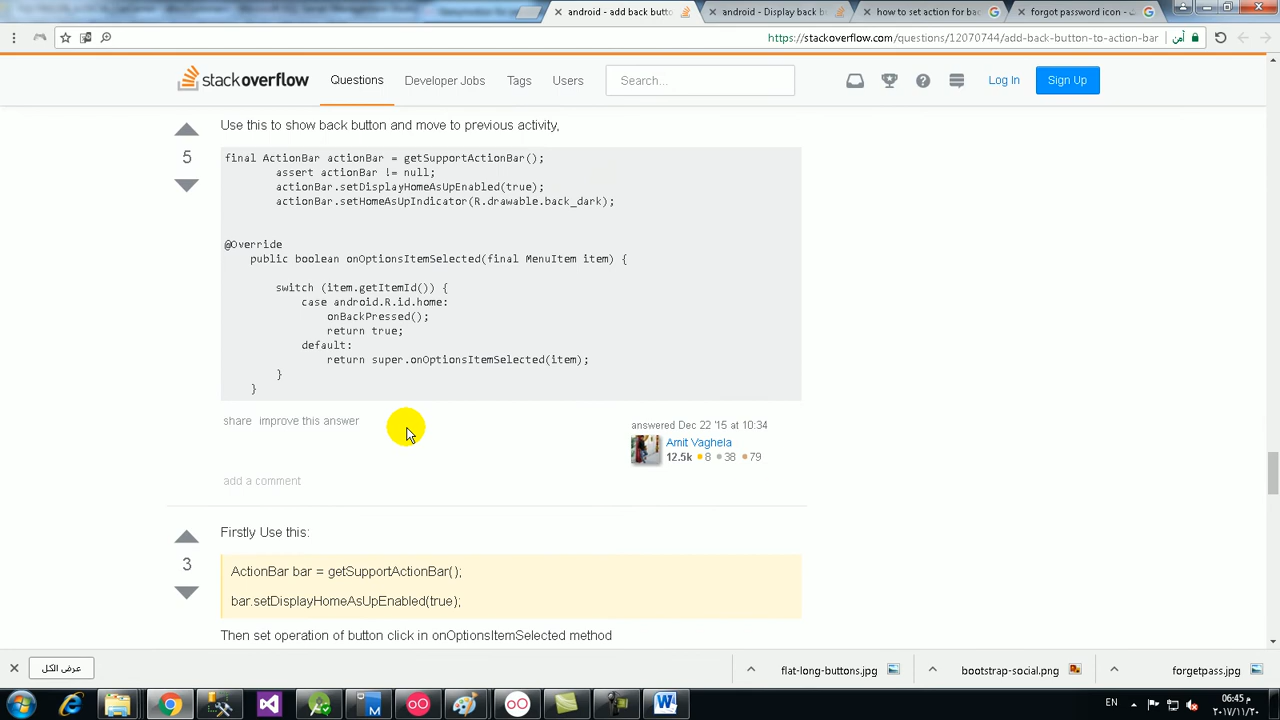 android - add back butto
android - Display back b
how to set action for bac
forgot password icon -
https://stackoverflow.com/questions/12070744/add-back-button-to-action-bar
أمن
stackoverflow
Questions
Developer Jobs
Tags
Users
Search...
Log In
Sign Up
Use this to show back button and move to previous activity,
5
final ActionBar actionBar = getSupportActionBar();
assert actionBar != null;
actionBar.setDisplayHomeAsUpEnabled(true);
actionBar.setHomeAsUpIndicator(R.drawable.back_dark);
@Override
public boolean onOptionsItemSelected(final MenuItem item) {
switch (item.getItemId()) {
case android.R.id.home:
onBackPressed();
return true;
default:
return super.onOptionsItemSelected(item);
}
}
share improve this answer
answered Dec 22 '15 at 10:34
Amit Vaghela
12.5k 8 38 79
add a comment
Firstly Use this:
3
ActionBar bar = getSupportActionBar();
bar.setDisplayHomeAsUpEnabled(true);
Then set operation of button click in onOptionsItemSelected method
عرض الكل
flat-long-buttons.jpg
bootstrap-social.png
forgetpass.jpg
EN
06:45 م
٢٠١٧/١١/٢٠